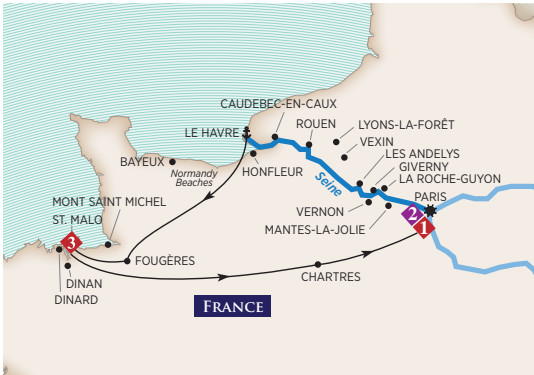 CAUDEBEC-EN-CAUX
LE HAVRE
ROUEN
LYONS-LA-FORÊT
VEXIN
BAYEUX
Normandy
Beaches
HONFLEUR
Seine
LES ANDELYS
GIVERNY
LA ROCHE-GUYON
PARIS
MONT SAINT MICHEL
ST. MALO
VERNON
MANTES-LA-JOLIE
2
1
3
FOUGÈRES
CHARTRES
DINAN
DINARD
FRANCE